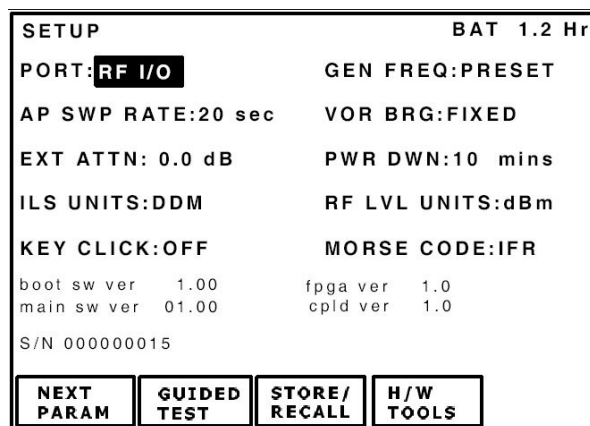 SETUP BAT 1.2 Hr
PORT:RF I/O GEN FREQ:PRESET
AP SWP RATE:20 sec VOR BRG:FIXED
EXT ATTN: 0.0 dB PWR DWN:10 mins
ILS UNITS:DDM RF LVL UNITS:dBm
KEY CLICK:OFF MORSE CODE:IFR
boot sw ver 1.00 fpga ver 1.0
main sw ver 01.00 cpld ver 1.0
S/N 000000015
NEXT PARAM
GUIDED TEST
STORE/ RECALL
H/W TOOLS